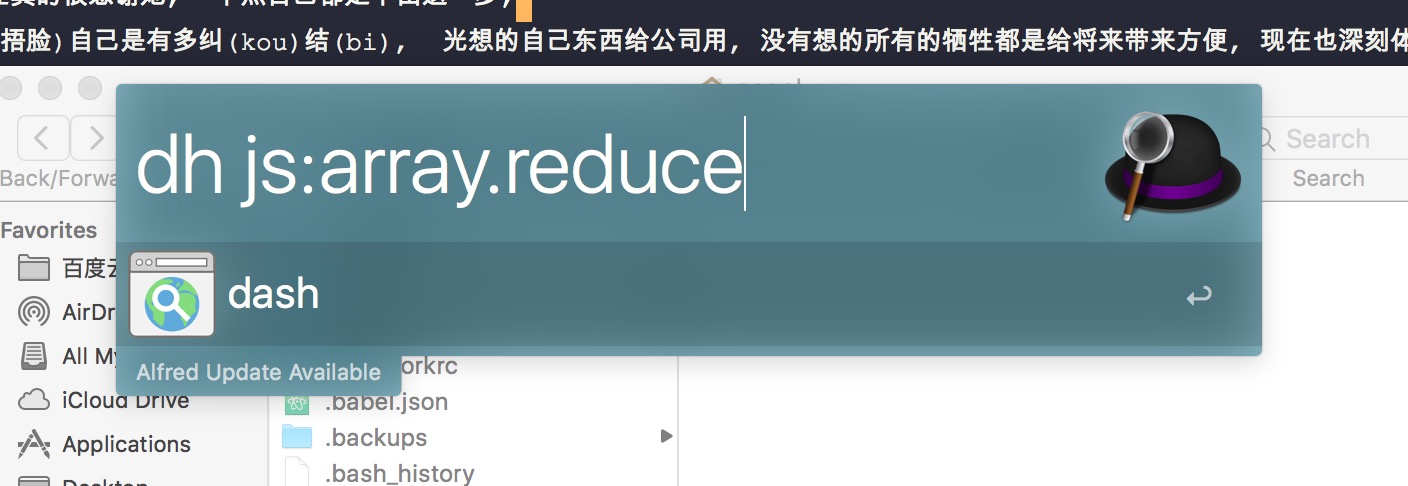 捂脸)自己是有多纠(kou)结(bi), 光想的自己东西给公司用, 没有想的所有的牺牲都是给将来带来方便, 现在也深刻体
dh js:array.reduce
Search
Back/Forwa
Search
Favorites
dash
百度云
AirDr
All My
Alfred Update Available
orkrc
iCloud Drive
.babel.json
Applications
.backups
.bash_history
Desktop